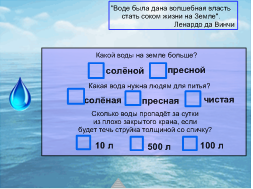 "Воде была дана волшебная власть
стать соком жизни на Земле".
Леонардо да Винчи
Какой воды на земле больше?
солёной
пресной
Какая вода нужна людям для питья?
солёная
пресная
чистая
Сколько воды пропадёт за сутки
из плохо закрытого крана, если
будет течь струйка толщиной со спичку?
10 л
500 л
100 л